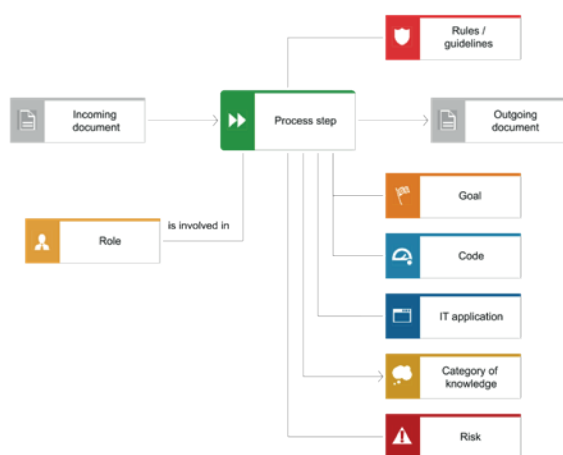 Rules /
guidelines
Incoming
document
Process step
Outgoing
document
is involved in
Role
Goal
Code
IT application
Category of
knowledge
Risk